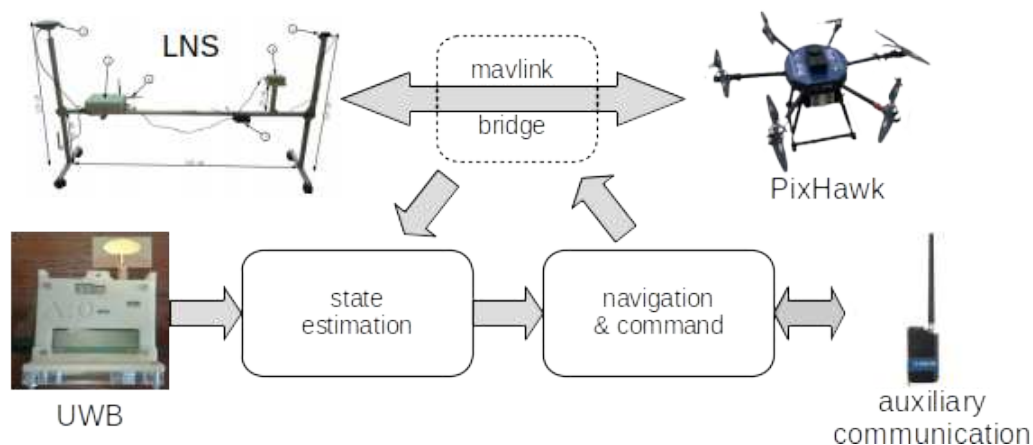 LNS
mavlink
bridge
PixHawk
state
estimation
navigation
& command
UWB
auxiliary
communication